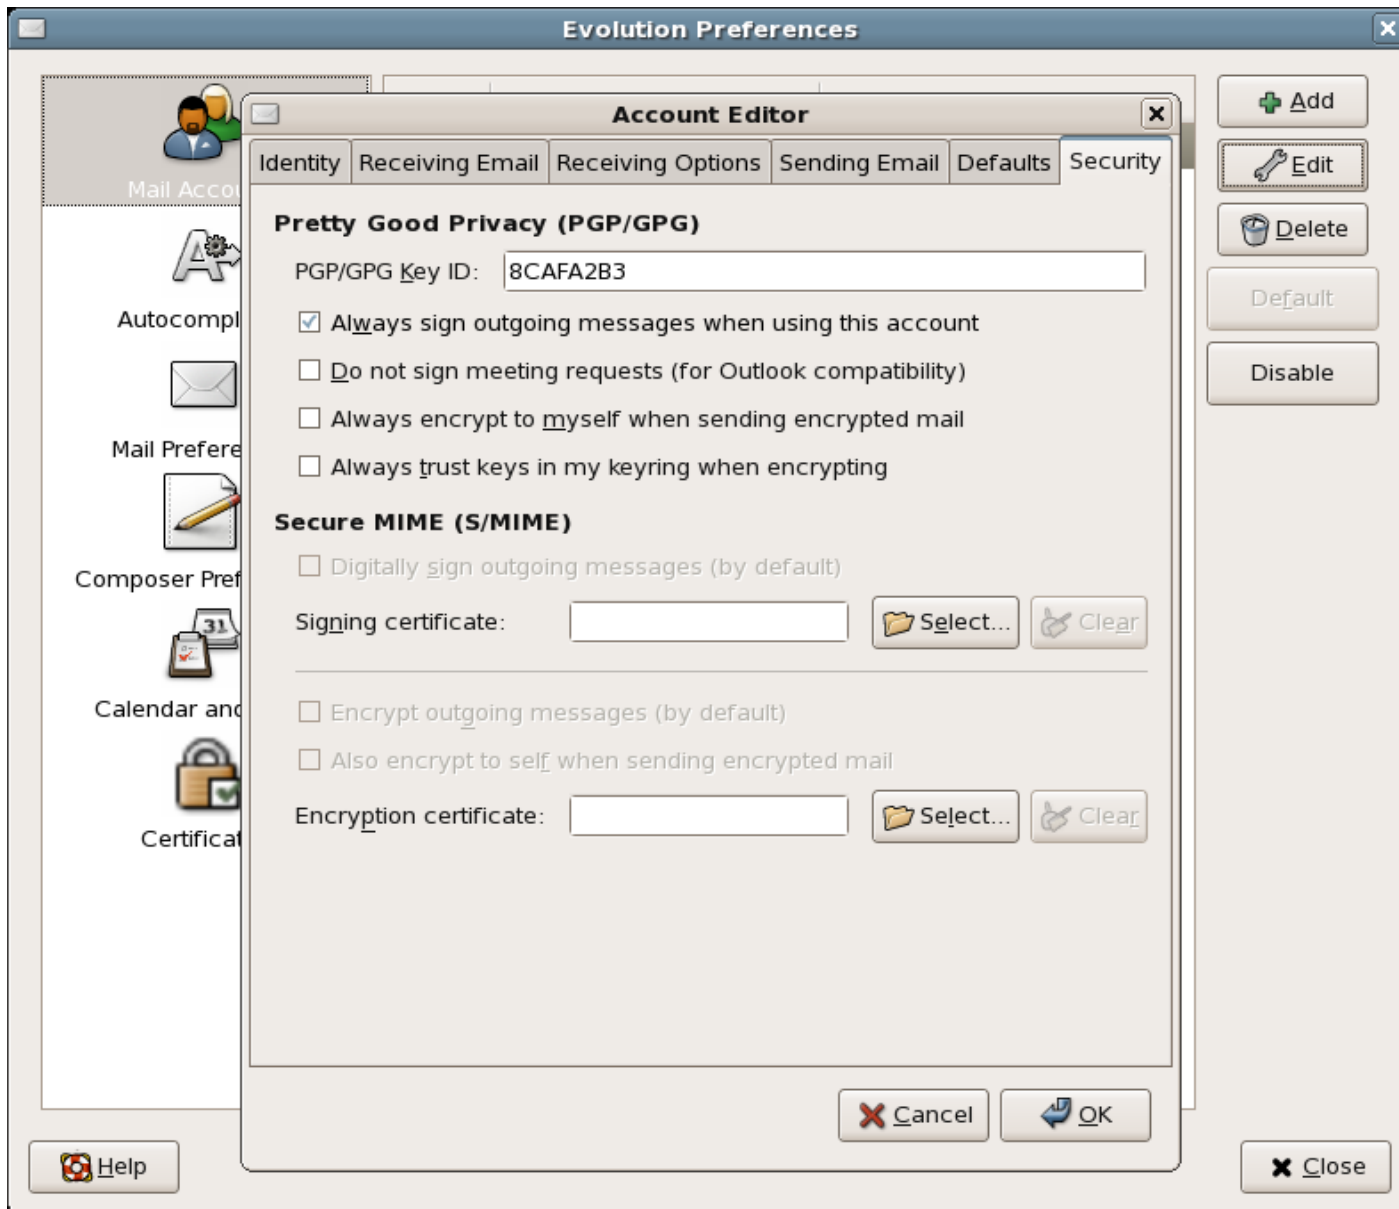 Evolution Preferences
Mail Accou
Autocompl
Mail Prefere
Composer Pref
31
Calendar and
Certificat
Account Editor
Identity Receiving Email Receiving Options Sending Email Defaults Security
Pretty Good Privacy (PGP/GPG)
PGP/GPG Key ID: 8CAFA2B3
Always sign outgoing messages when using this account
Do not sign meeting requests (for Outlook compatibility)
Always encrypt to myself when sending encrypted mail
Always trust keys in my keyring when encrypting
Secure MIME (S/MIME)
Digitally sign outgoing messages (by default)
Signing certificate: Select... Clear
Encrypt outgoing messages (by default)
Also encrypt to self when sending encrypted mail
Encryption certificate: Select... Clear
Cancel OK
Add
Edit
Delete
Default
Disable
Help Close